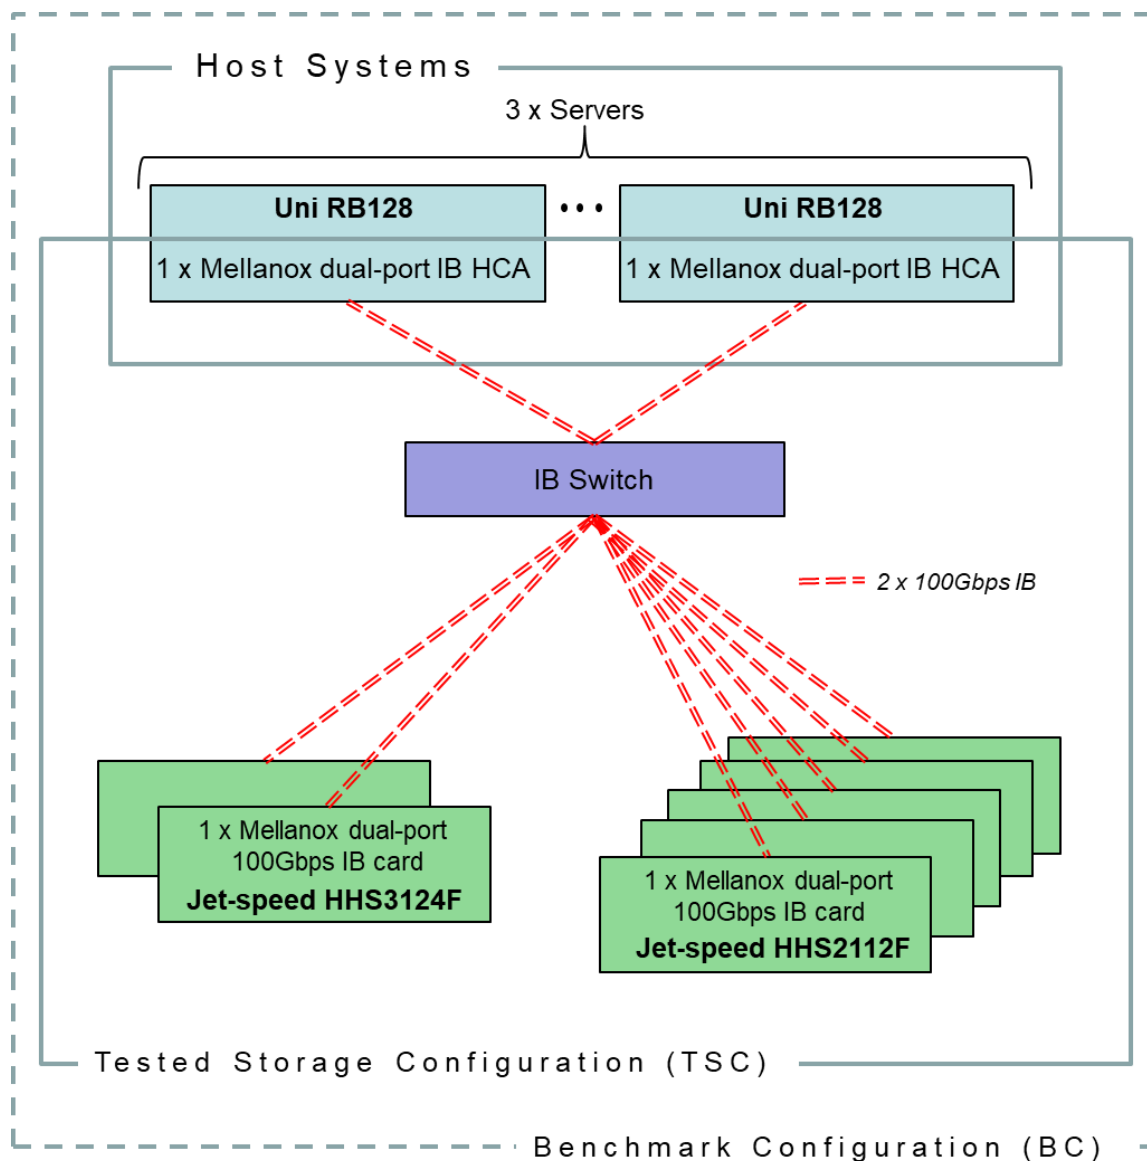 Host Systems
3 x Servers
Uni RB128
1 x Mellanox dual-port IB HCA
• • •
Uni RB128
1 x Mellanox dual-port IB HCA
IB Switch
2 x 100Gbps IB
1 x Mellanox dual-port
100Gbps IB card
Jet-speed HHS3124F
1 x Mellanox dual-port
100Gbps IB card
Jet-speed HHS2112F
Tested Storage Configuration (TSC)
Benchmark Configuration (BC)